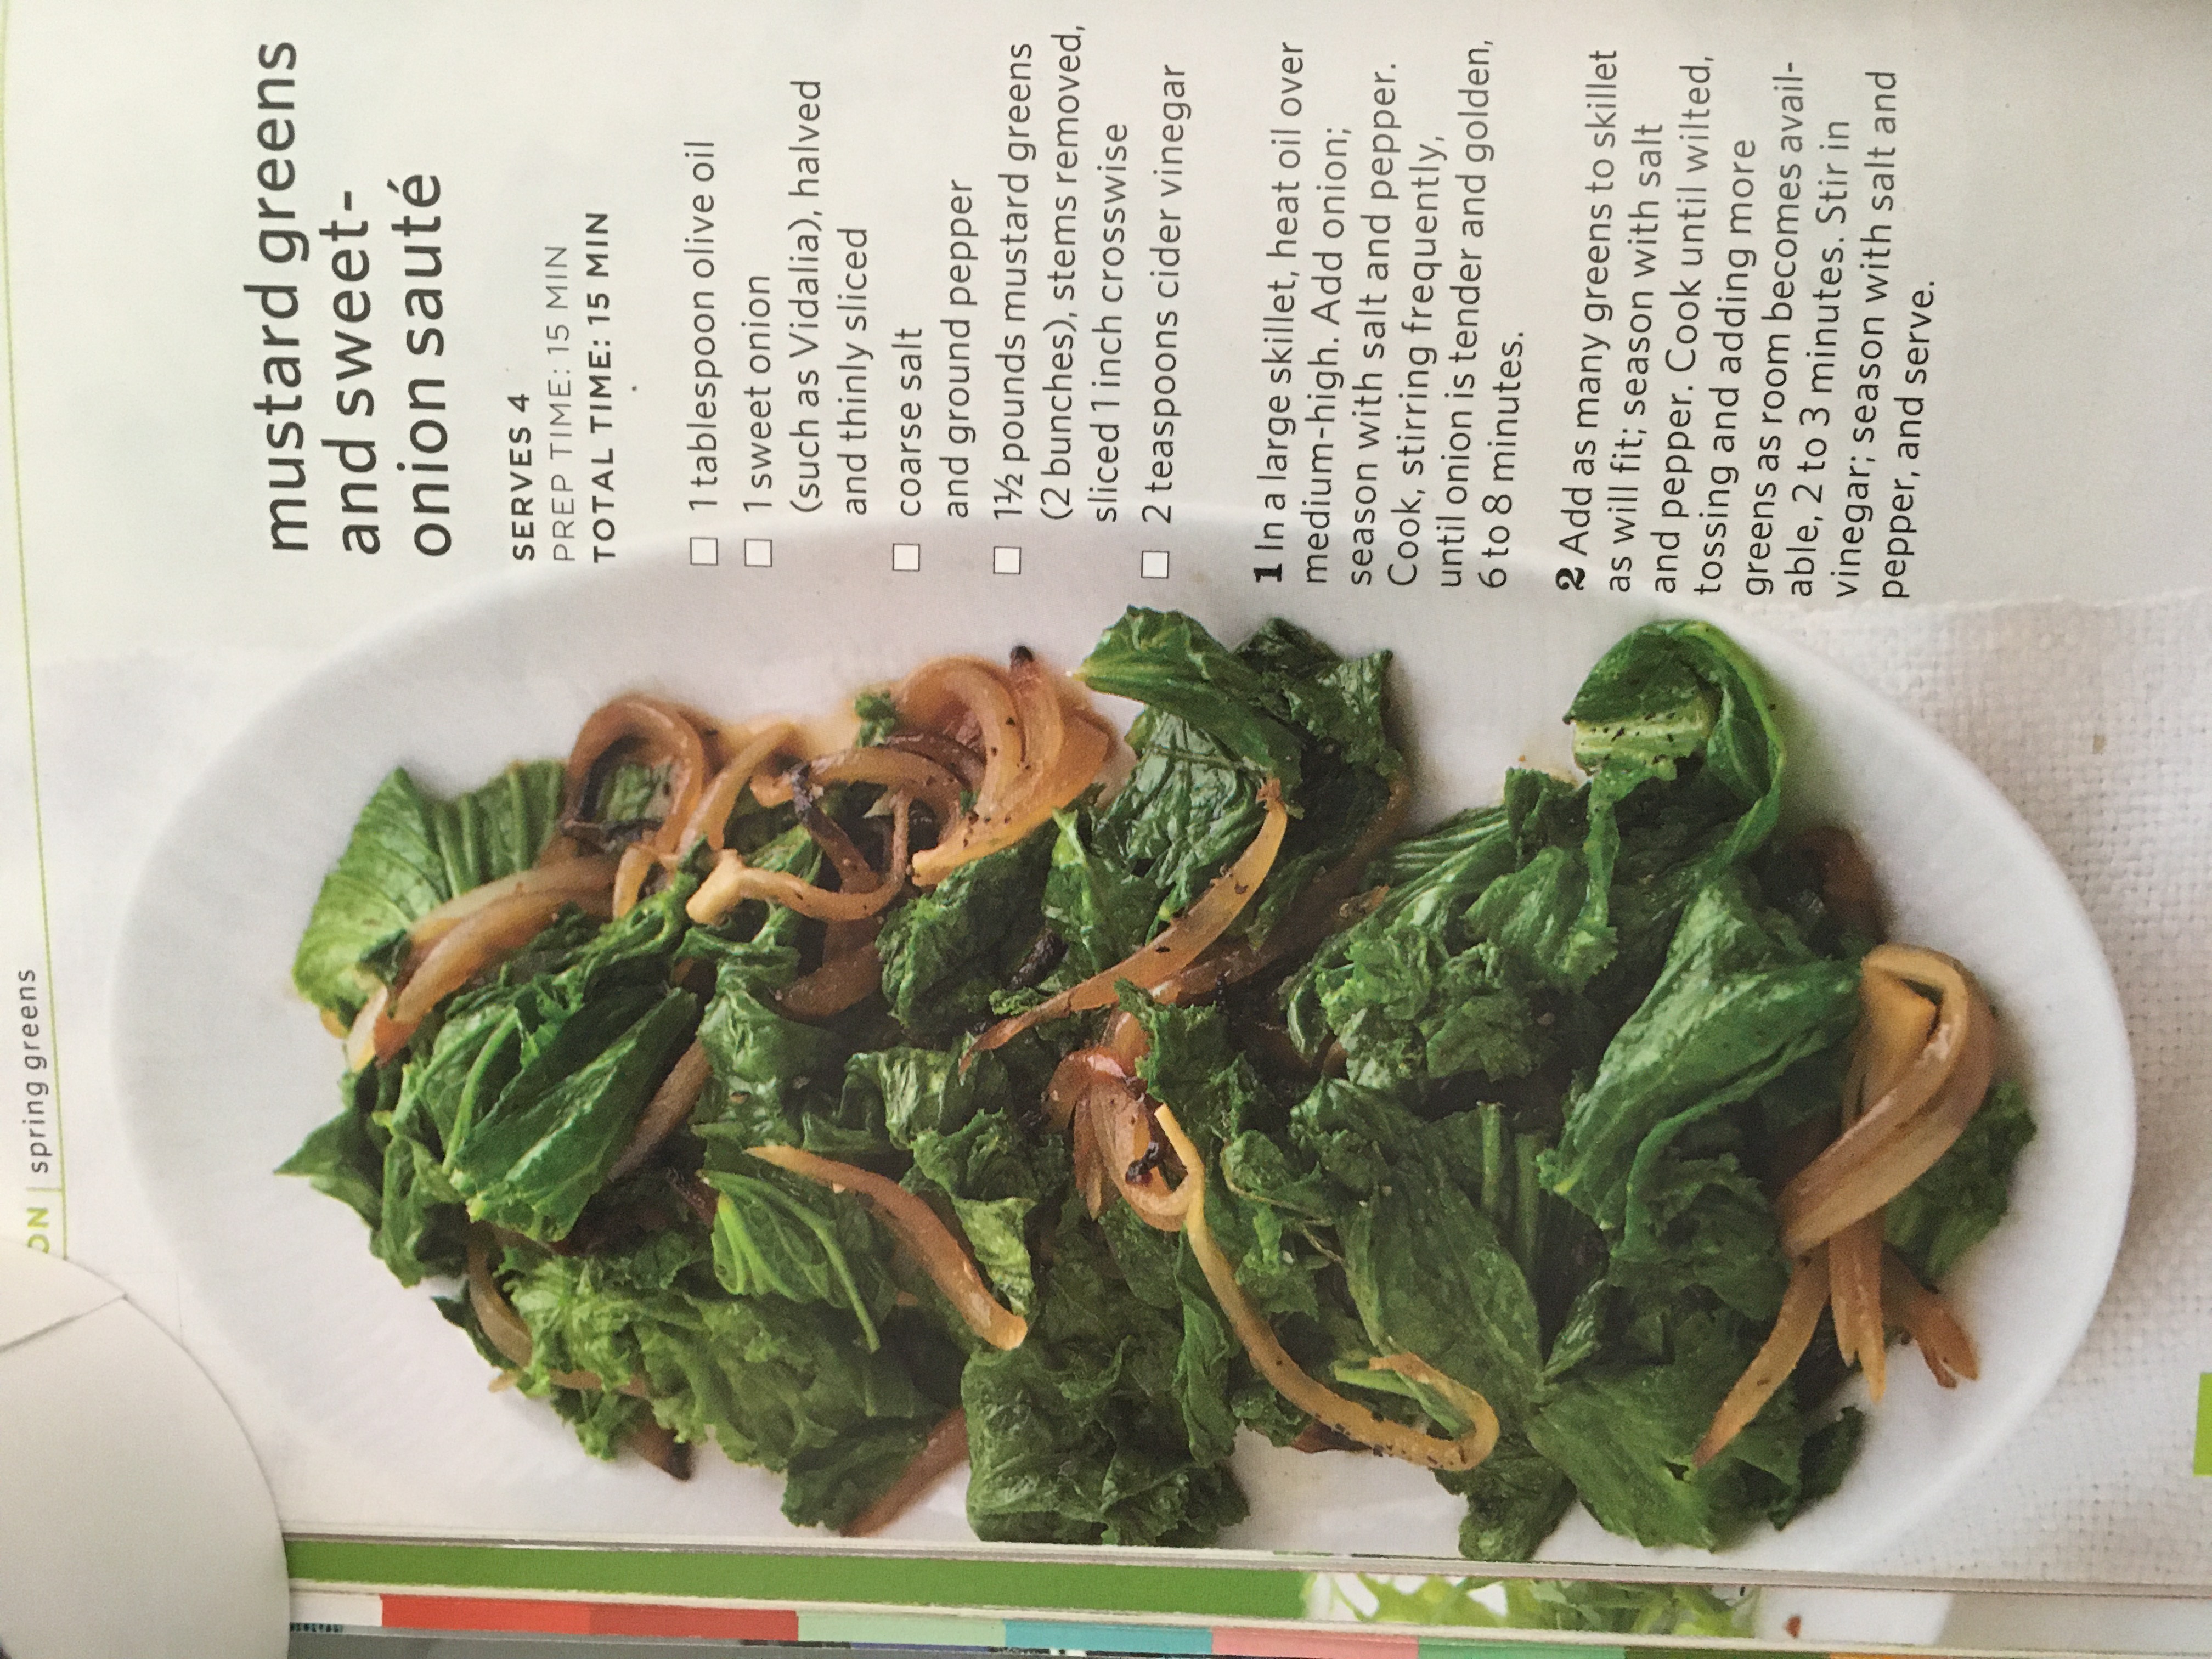 spring greens
mustard greens
and sweet-
onion sauté
SERVES 4
PREP TIME: 15 MIN
TOTAL TIME: 15 MIN
1 tablespoon olive oil
1 sweet onion
(such as Vidalia), halved
and thinly sliced
coarse salt
and ground pepper
1½ pounds mustard greens
(2 bunches), stems removed,
sliced 1 inch crosswise
2 teaspoons cider vinegar
1 In a large skillet, heat oil over
medium-high. Add onion;
season with salt and pepper.
Cook, stirring frequently,
until onion is tender and golden,
6 to 8 minutes.
2 Add as many greens to skillet
as will fit; season with salt
and pepper. Cook until wilted,
tossing and adding more
greens as room becomes avail-
able, 2 to 3 minutes. Stir in
vinegar; season with salt and
pepper, and serve.